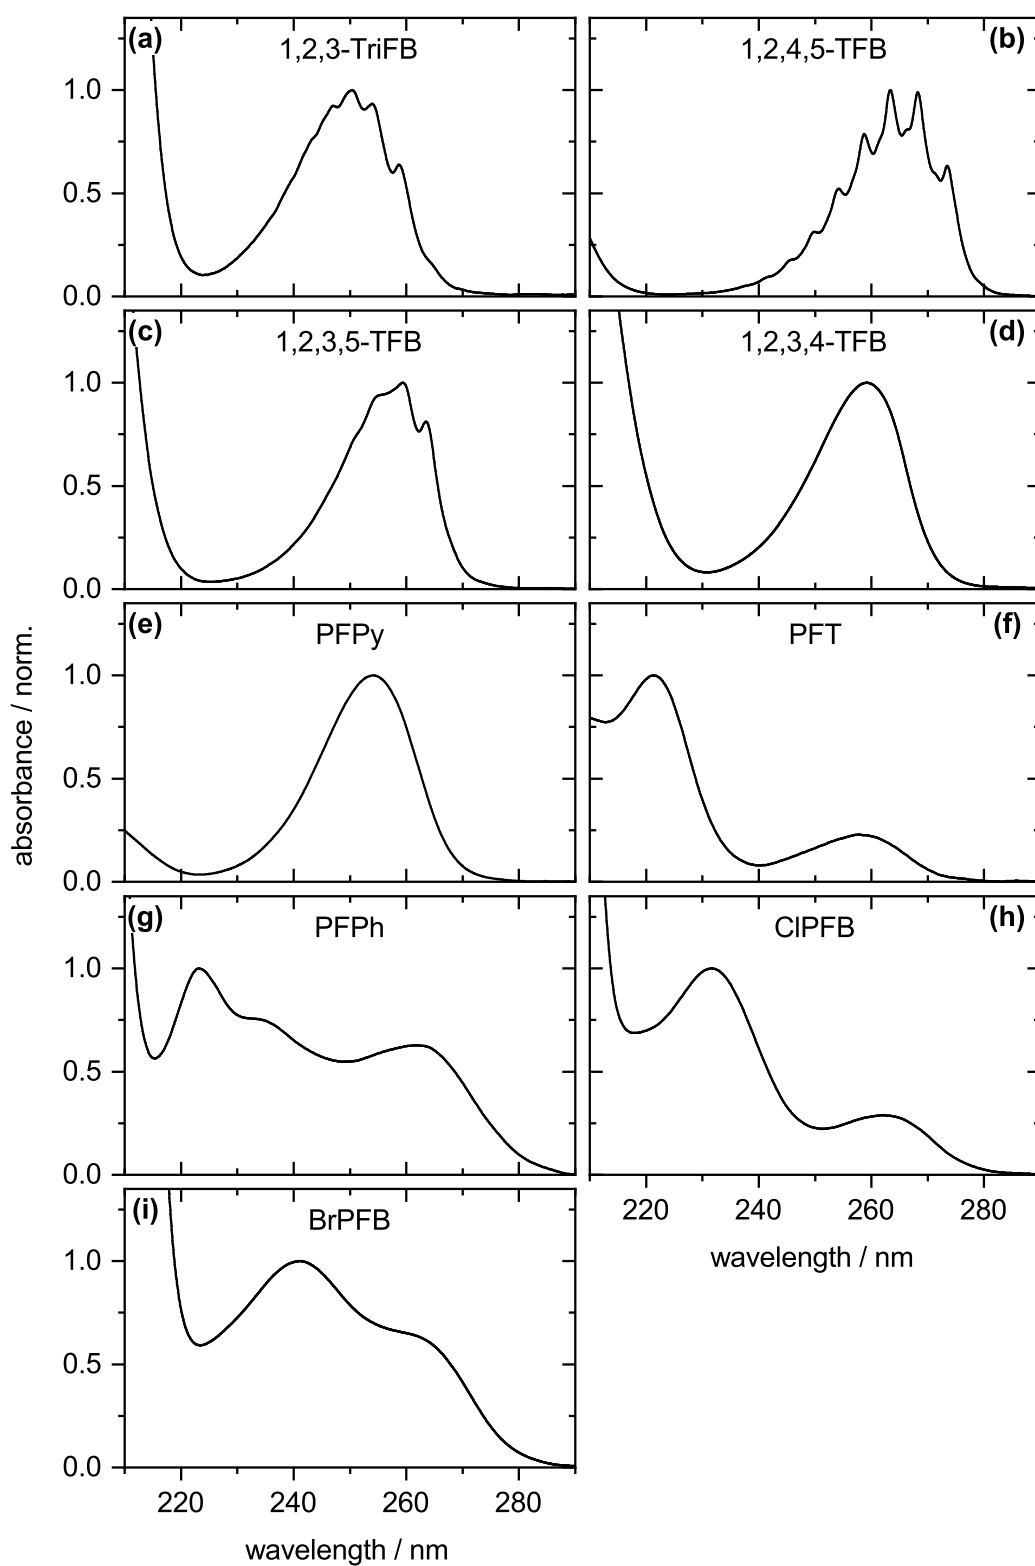 (a) 1,2,3-TriFB
1,2,4,5-TFB (b)
1.0
0.5
0.0
(c) 1,2,3,5-TFB
1,2,3,4-TFB (d)
1.0
0.5
0.0
(e) PFPy
PFT (f)
1.0
0.5
0.0
absorbance / norm.
(g) PFPh
ClPFB (h)
1.0
0.5
0.0
220 240 260 280
wavelength / nm
(i) BrPFB
1.0
0.5
0.0
220 240 260 280
wavelength / nm